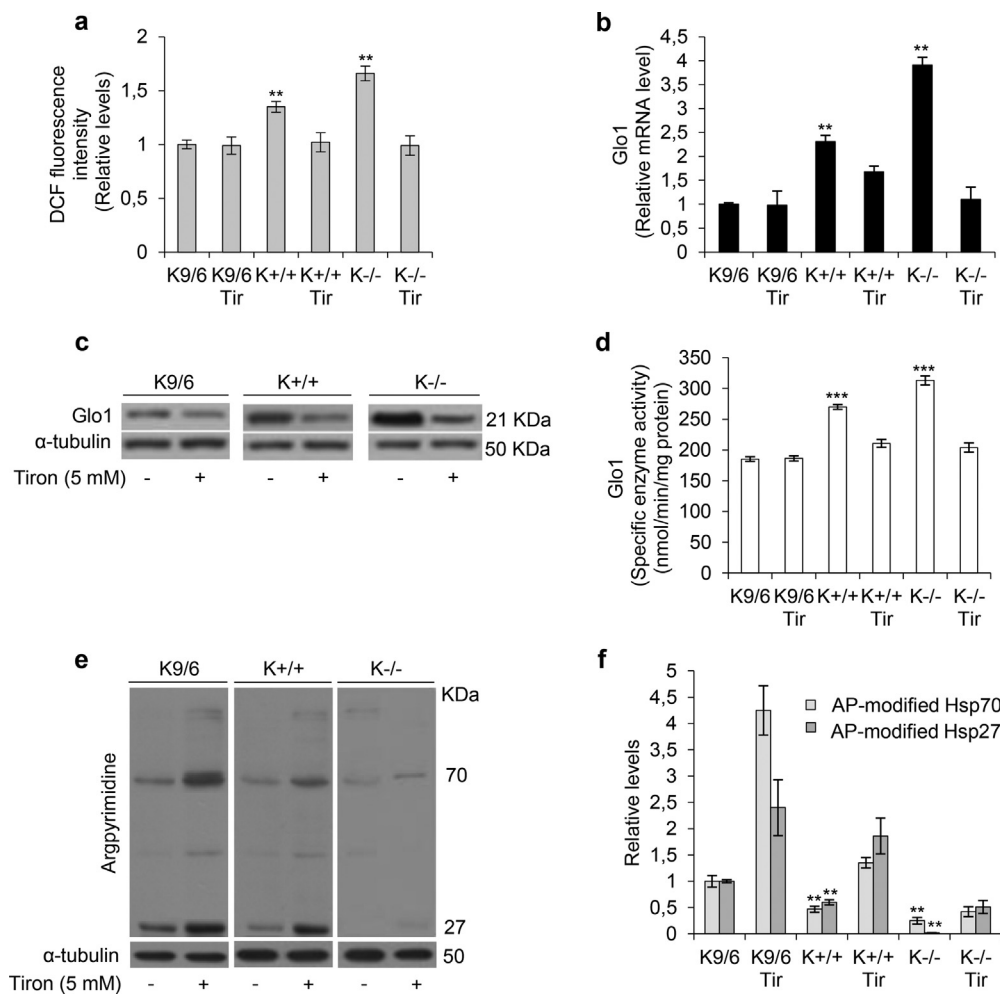 a
DCF fluorescence
intensity
(Relative levels)
2
1,5
1
0,5
0
**
**
K9/6
K9/6
Tir
K+/+
K+/+
Tir
K-/-
K-/-
Tir
b
Glo1
(Relative mRNA level)
4,5
4
3,5
3
2,5
2
1,5
1
0,5
0
**
**
K9/6
K9/6
Tir
K+/+
K+/+
Tir
K-/-
K-/-
Tir
c
K9/6
K+/+
K-/-
Glo1
21 KDa
α-tubulin
50 KDa
Tiron (5 mM) - + - + - +
d
Glo1
(Specific enzyme activity)
(nmol/min/mg protein)
350
300
250
200
150
100
50
0
***
***
K9/6
K9/6
Tir
K+/+
K+/+
Tir
K-/-
K-/-
Tir
e
K9/6
K+/+
K-/-
KDa
Argpyrimidine
70
27
α-tubulin
50
Tiron (5 mM) - + - + - +
f
Relative levels
5
4,5
4
3,5
3
2,5
2
1,5
1
0,5
0
AP-modified Hsp70
AP-modified Hsp27
** **
**
**
K9/6
K9/6
Tir
K+/+
K+/+
Tir
K-/-
K-/-
Tir